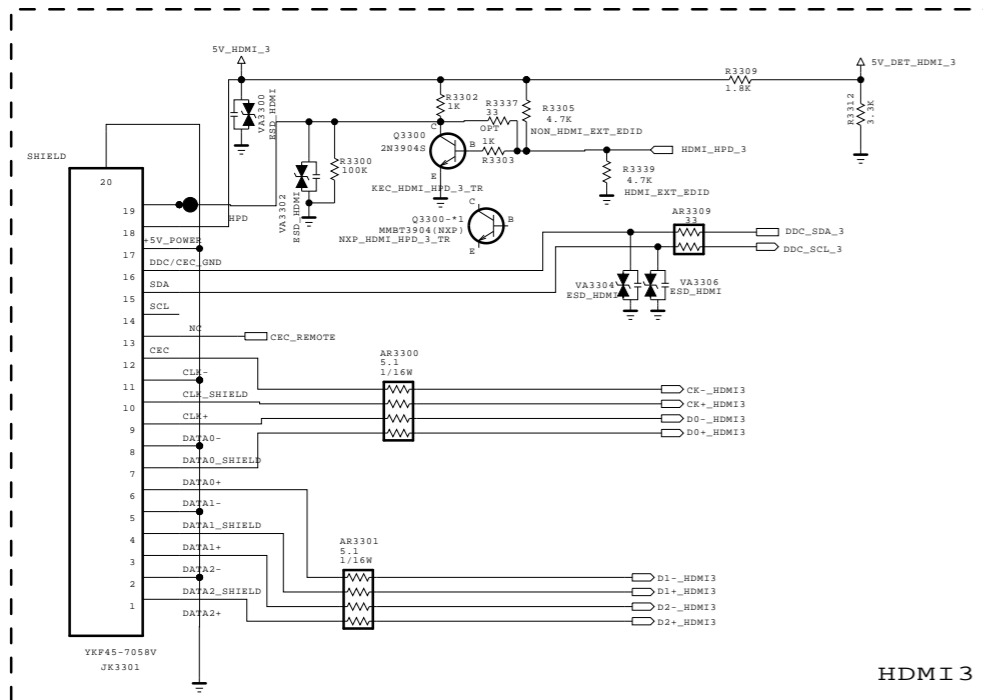 5V_HDMI_3
5V_DET_HDMI_3
R3309
1.8K
R3312
3.3K
VA3300
ESD_HDMI
R3302
1K
R3337
33
OPT
R3305
4.7K
NON_HDMI_EXT_EDID
Q3300
2N3904S
C
B
E
1K
R3303
HDMI_HPD_3
R3300
100K
VA3302
ESD_HDMI
KEC_HDMI_HPD_3_TR
R3339
4.7K
HDMI_EXT_EDID
C
Q3300-*1
MMBT3904(NXP)
NXP_HDMI_HPD_3_TR
B
E
AR3309
33
DDC_SDA_3
DDC_SCL_3
VA3304
ESD_HDMI
VA3306
ESD_HDMI
SHIELD
20
19
HPD
18
+5V_POWER
17
DDC/CEC_GND
16
SDA
15
SCL
14
NC
13
CEC_REMOTE
CEC
12
CLK-
11
CLK_SHIELD
10
CLK+
9
DATA0-
8
DATA0_SHIELD
7
DATA0+
6
DATA1-
5
DATA1_SHIELD
4
DATA1+
3
DATA2-
2
DATA2_SHIELD
1
DATA2+
AR3300
5.1
1/16W
CK-_HDMI3
CK+_HDMI3
D0-_HDMI3
D0+_HDMI3
AR3301
5.1
1/16W
D1-_HDMI3
D1+_HDMI3
D2-_HDMI3
D2+_HDMI3
YKF45-7058V
JK3301
HDMI3